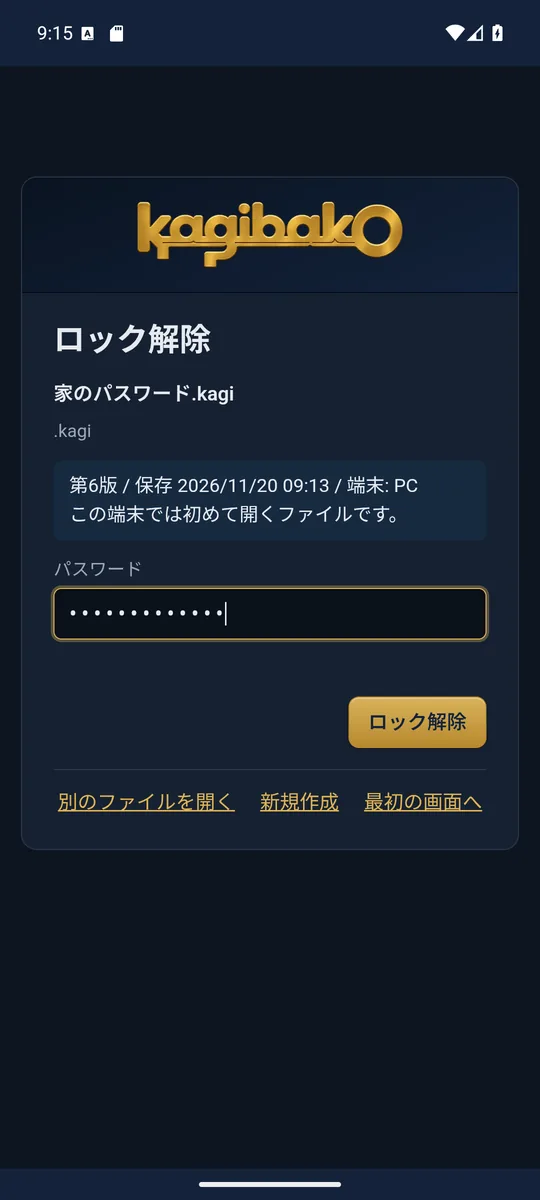 9:15
kagibako
ロック解除
家のパスワード.kagi
.kagi
第6版 / 保存 2026/11/20 09:13 / 端末: PC
この端末では初めて開くファイルです。
パスワード
•••••••••••••
ロック解除
別のファイルを開く 新規作成 最初の画面へ